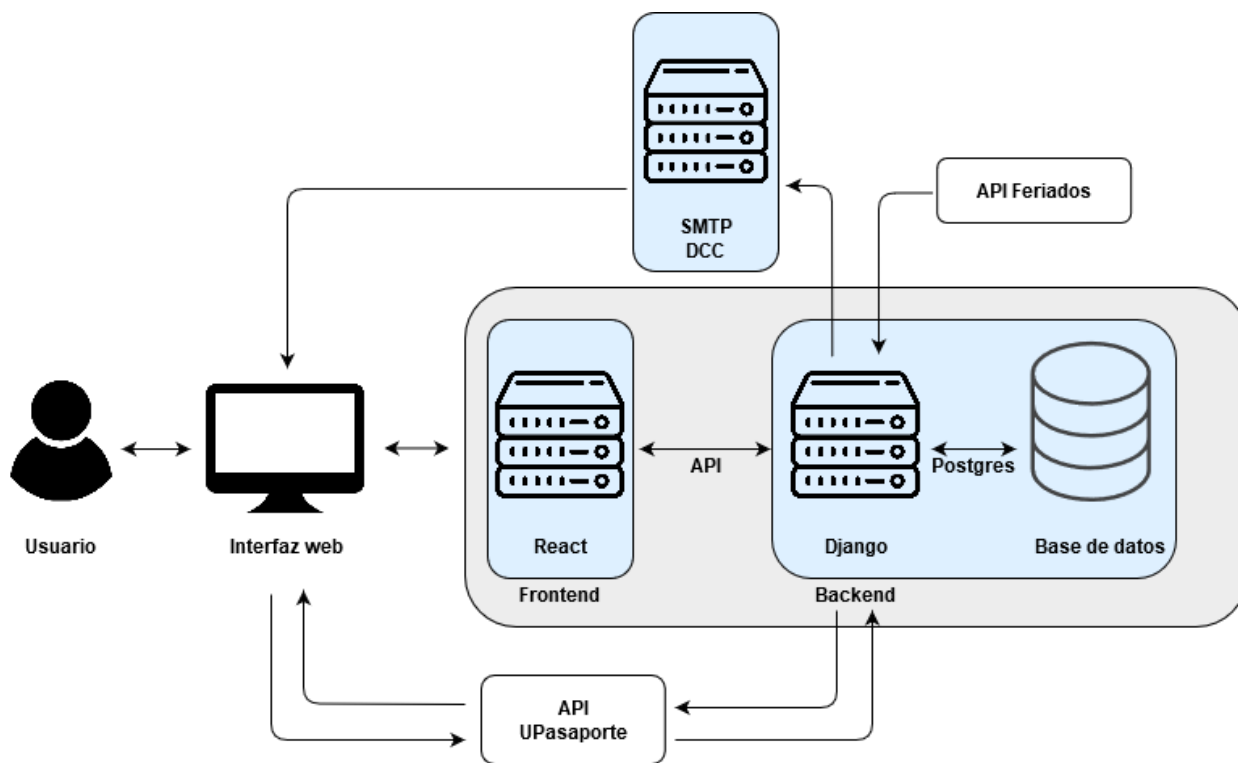 SMTP
DCC
API Feriados
API
Postgres
Usuario
Interfaz web
React
Django
Base de datos
Frontend
Backend
API
UPasaporte